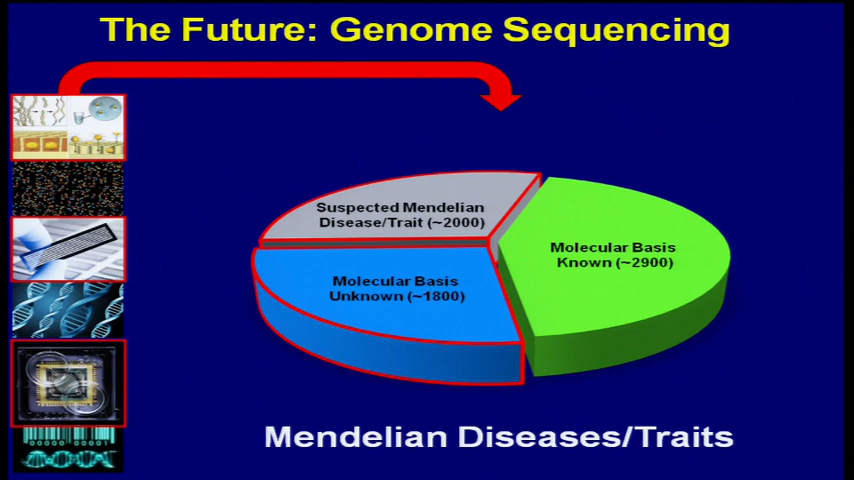 The Future: Genome Sequencing
Suspected Mendelian
Disease/Trait (~2000)
Molecular Basis
Known (~2900)
Molecular Basis
Unknown (~1800)
Mendelian Diseases/Traits